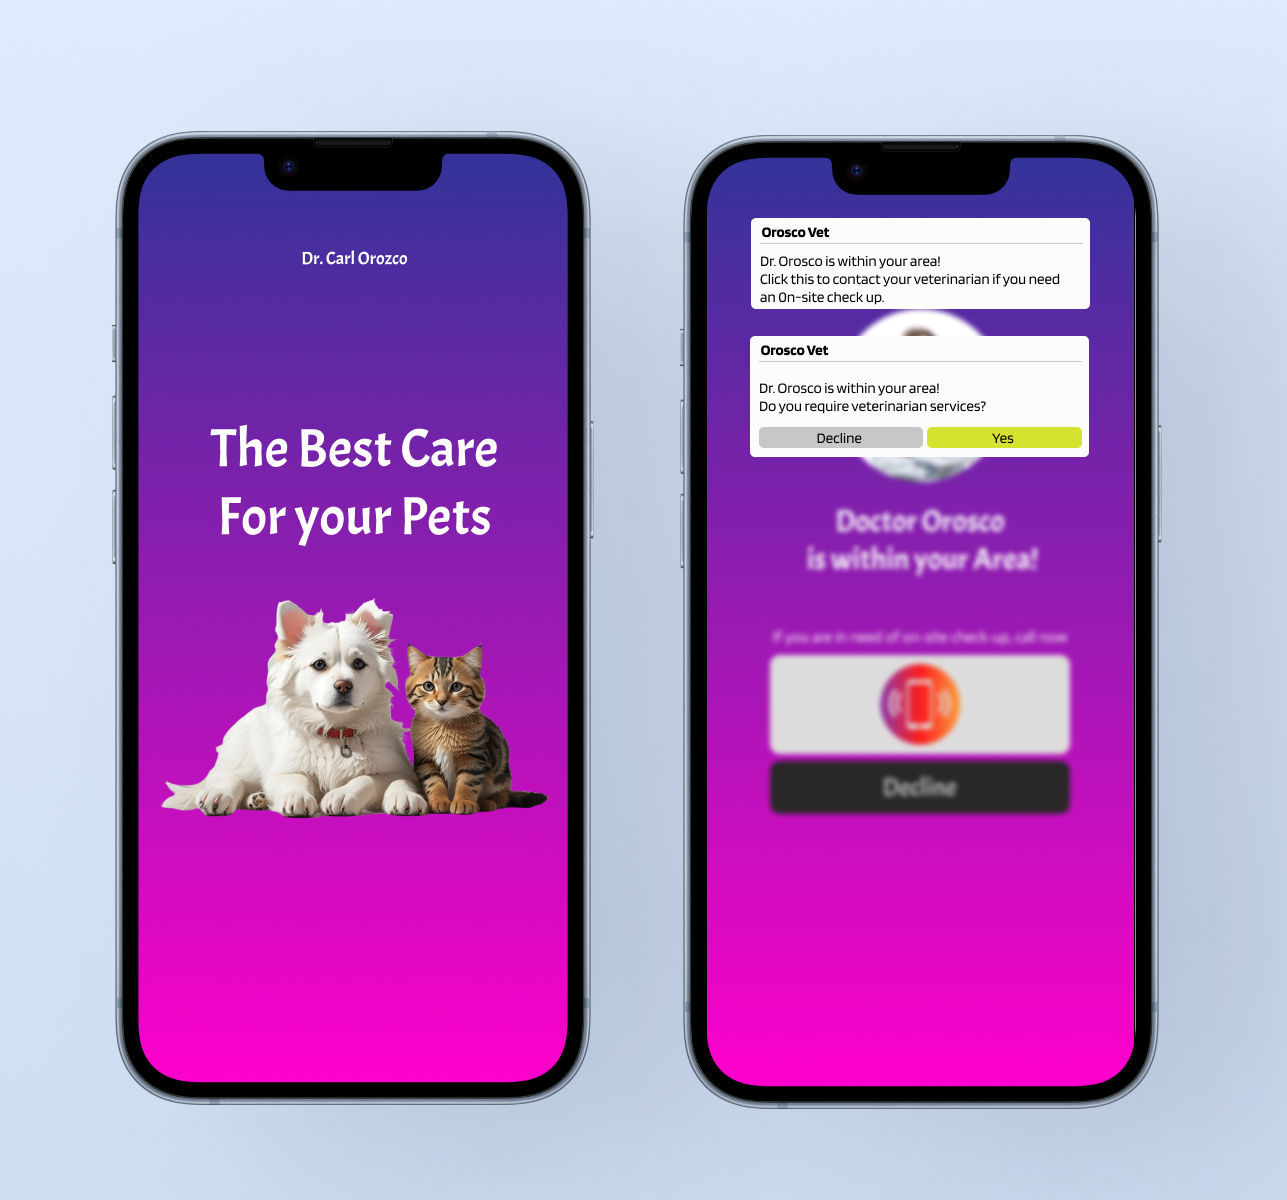 Dr. Carl Orozco
The Best Care
For your Pets
Orosco Vet
Dr. Orosco is within your area!
Click this to contact your veterinarian if you need
an On-site check up.
Orosco Vet
Dr. Orosco is within your area!
Do you require veterinarian services?
Decline
Yes
Doctor Orosco
is within your Area!
If you are in need of on-site check-up, call now
Decline